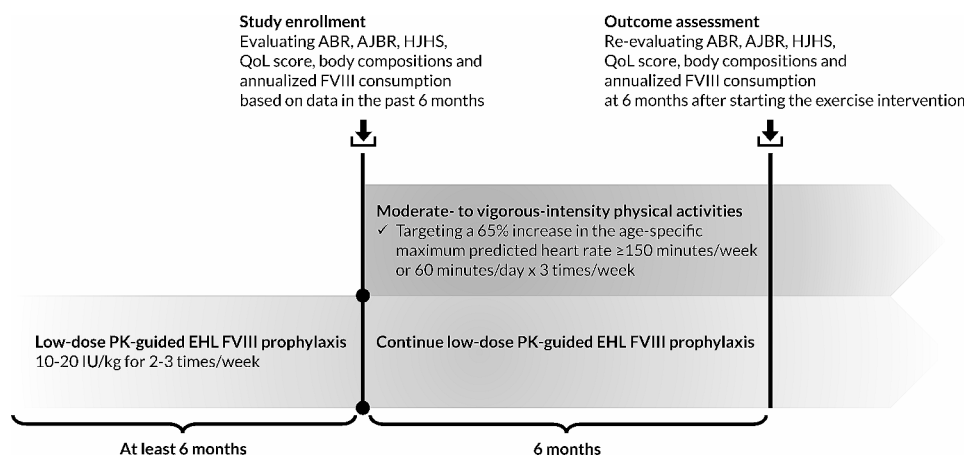 Study enrollment
Evaluating ABR, AJBR, HJHS,
QoL score, body compositions and
annualized FVIII consumption
based on data in the past 6 months
Outcome assessment
Re-evaluating ABR, AJBR, HJHS,
QoL score, body compositions and
annualized FVIII consumption
at 6 months after starting the exercise intervention
Moderate- to vigorous-intensity physical activities
✓ Targeting a 65% increase in the age-specific
maximum predicted heart rate ≥150 minutes/week
or 60 minutes/day x 3 times/week
Low-dose PK-guided EHL FVIII prophylaxis
10-20 IU/kg for 2-3 times/week
Continue low-dose PK-guided EHL FVIII prophylaxis
At least 6 months
6 months